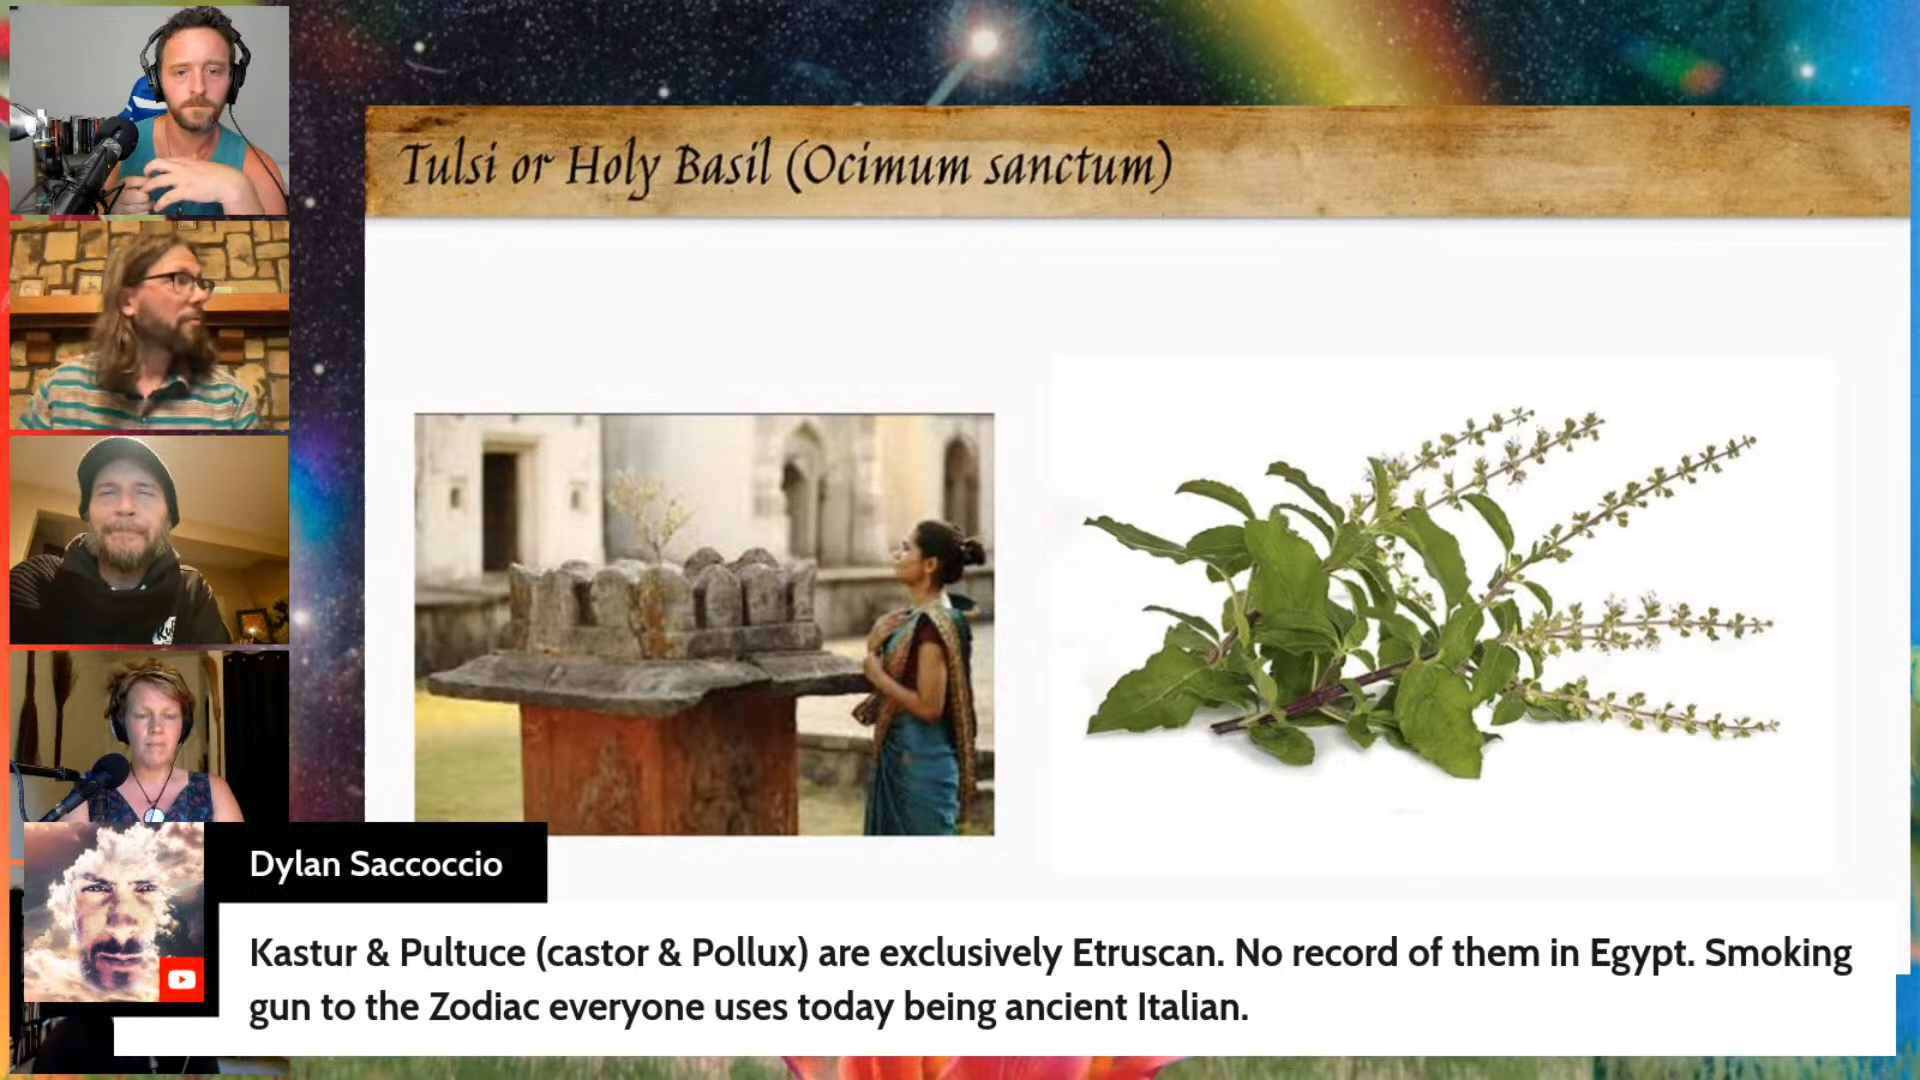 Tulsi or Holy Basil (Ocimum sanctum)
Dylan Saccoccio
Kastur & Pultuce (castor & Pollux) are exclusively Etruscan. No record of them in Egypt. Smoking
gun to the Zodiac everyone uses today being ancient Italian.